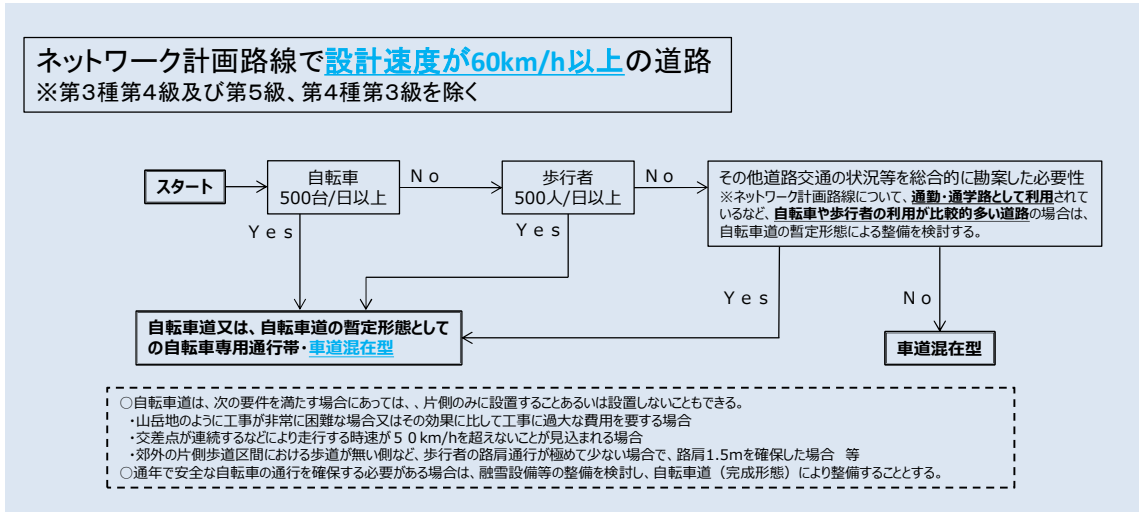 ネットワーク計画路線で設計速度が60km/h以上の道路
※第3種第4級及び第5級、第4種第3級を除く
スタート
自転車
500台/日以上
No
歩行者
500人/日以上
No
その他道路交通の状況等を総合的に勘案した必要性
※ネットワーク計画路線について、通勤・通学路として利用されて
いるなど、自転車や歩行者の利用が比較的多い道路の場合は、
自転車道の暫定形態による整備を検討する。
Yes
Yes
Yes
No
自転車道又は、自転車道の暫定形態として
の自転車専用通行帯・車道混在型
車道混在型
○自転車道は、次の要件を満たす場合にあっては、、片側のみに設置することあるいは設置しないこともできる。
・山岳地のように工事が非常に困難な場合又はその効果に比して工事に過大な費用を要する場合
・交差点が連続するなどにより走行する時速が50km/hを超えないことが見込まれる場合
・郊外の片側歩道区間における歩道が無い側など、歩行者の路肩通行が極めて少ない場合で、路肩1.5mを確保した場合 等
○通年で安全な自転車の通行を確保する必要がある場合は、融雪設備等の整備を検討し、自転車道（完成形態）により整備することとする。